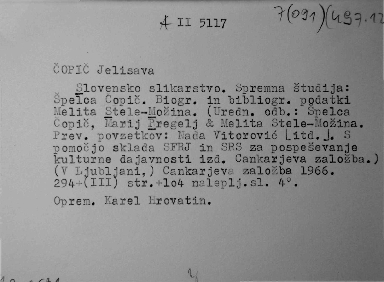 4 II 5117
7(091)(497.12
ČOPIČ Jelisava
Slovensko slikarstvo. Spremna študija:
Špelca Čopič. Biogr. in bibliogr. podatki
Melita Stele-Možina. (Uredn. odb.: Špelca
Čopič, Marij Pregelj & Melita Stele-Možina.
Prev. povzetkov: Nada Vitorović [itd.]. S
pomočjo sklada SFRJ in SRS za pospeševanje
kulturne dejavnosti izd. Cankarjeva založba.)
(V Ljubljani,) Cankarjeva založba 1966.
294+(III) str.+lo4 naleplj.sl. 4°.
Oprem. Karel Hrovatin.